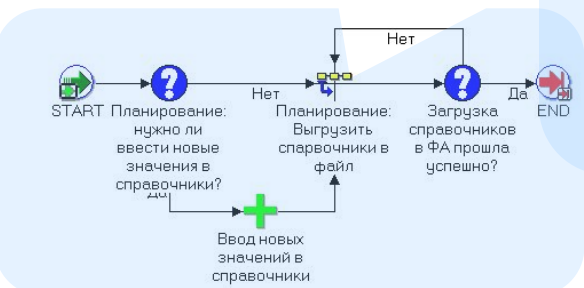 Нет
START
Планирование:
нужно ли
ввести новые
значения в
справочники?
Нет
Планирование:
Выгрузить
спарвочники в
файл
Загрузка
справочников
в ФА прошла
успешно?
Да
END
Да
Ввод новых
значений в
справочники